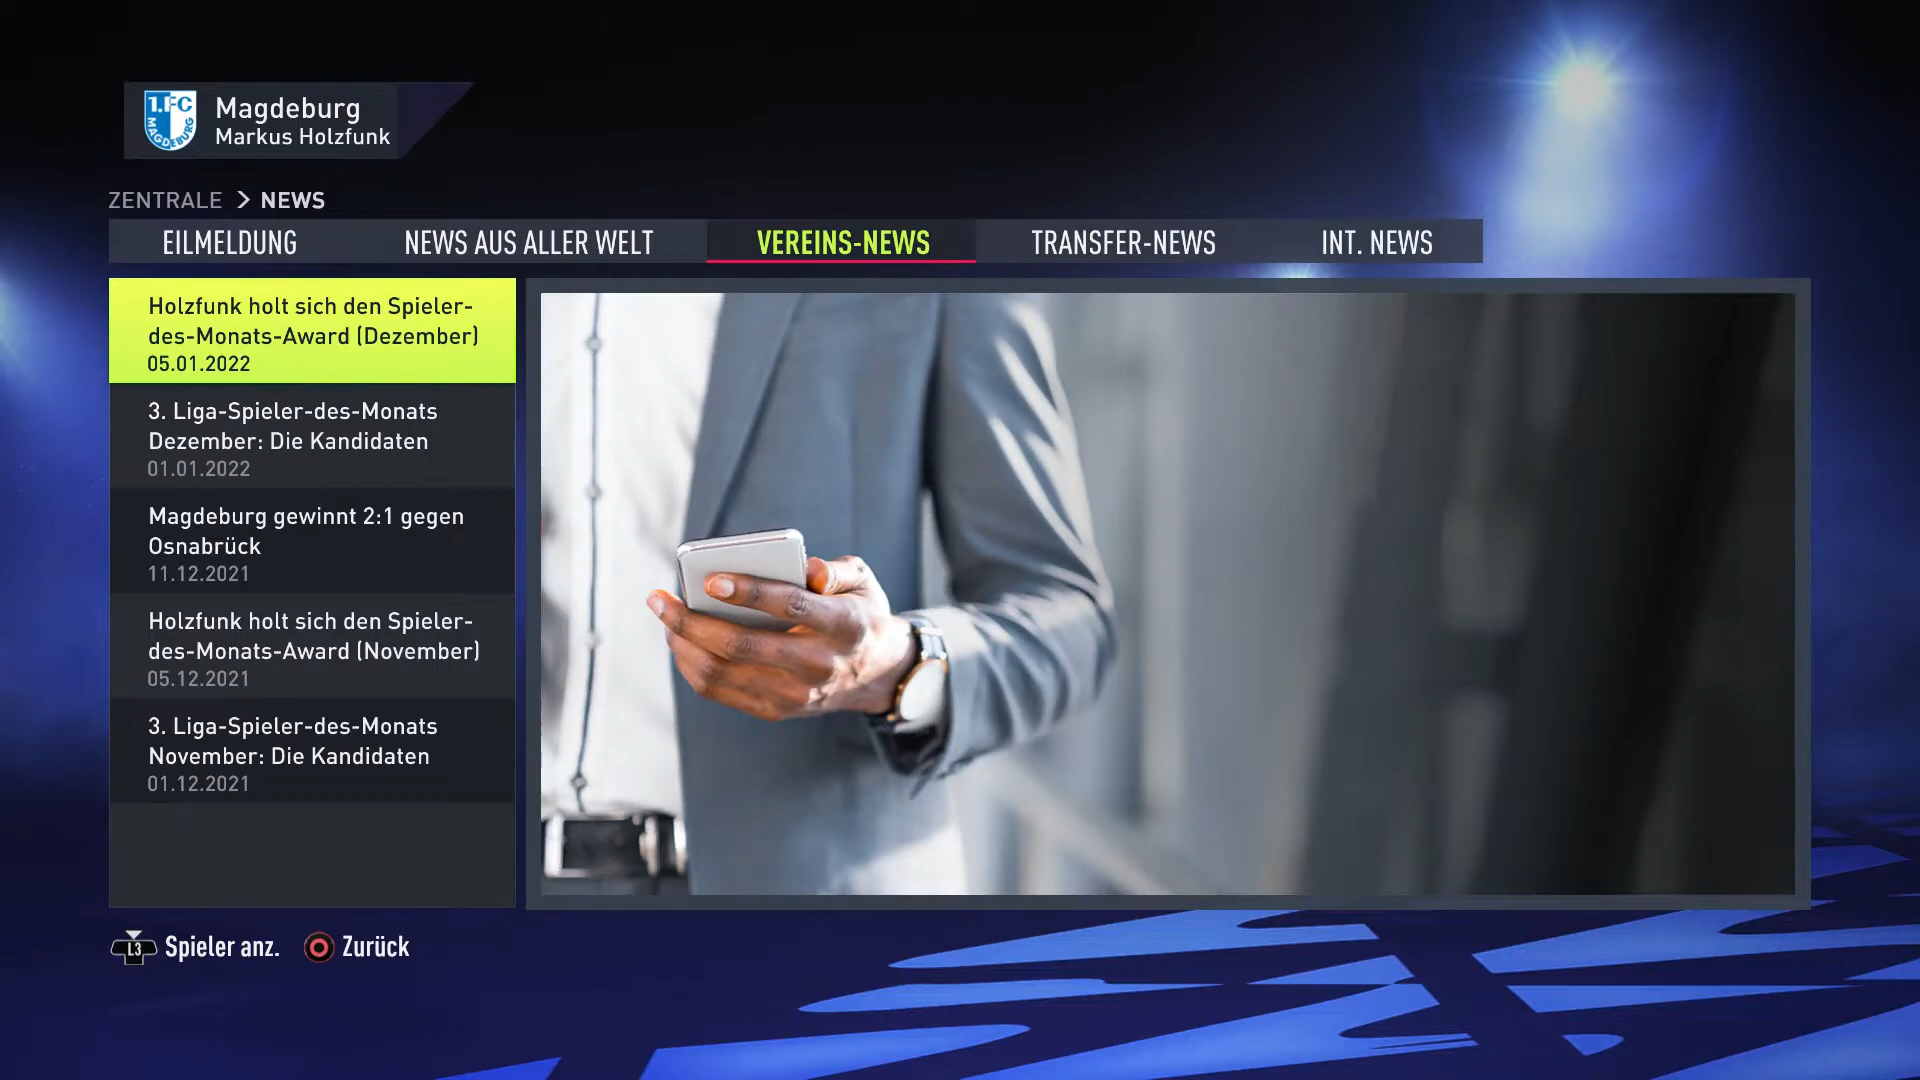 1.FC
MAGDEBURG
Magdeburg
Markus Holzfunk
ZENTRALE > NEWS
EILMELDUNG
NEWS AUS ALLER WELT
VEREINS-NEWS
TRANSFER-NEWS
INT. NEWS
Holzfunk holt sich den Spieler-
des-Monats-Award (Dezember)
05.01.2022
3. Liga-Spieler-des-Monats
Dezember: Die Kandidaten
01.01.2022
Magdeburg gewinnt 2:1 gegen
Osnabrück
11.12.2021
Holzfunk holt sich den Spieler-
des-Monats-Award (November)
05.12.2021
3. Liga-Spieler-des-Monats
November: Die Kandidaten
01.12.2021
L3 Spieler anz.
Zurück